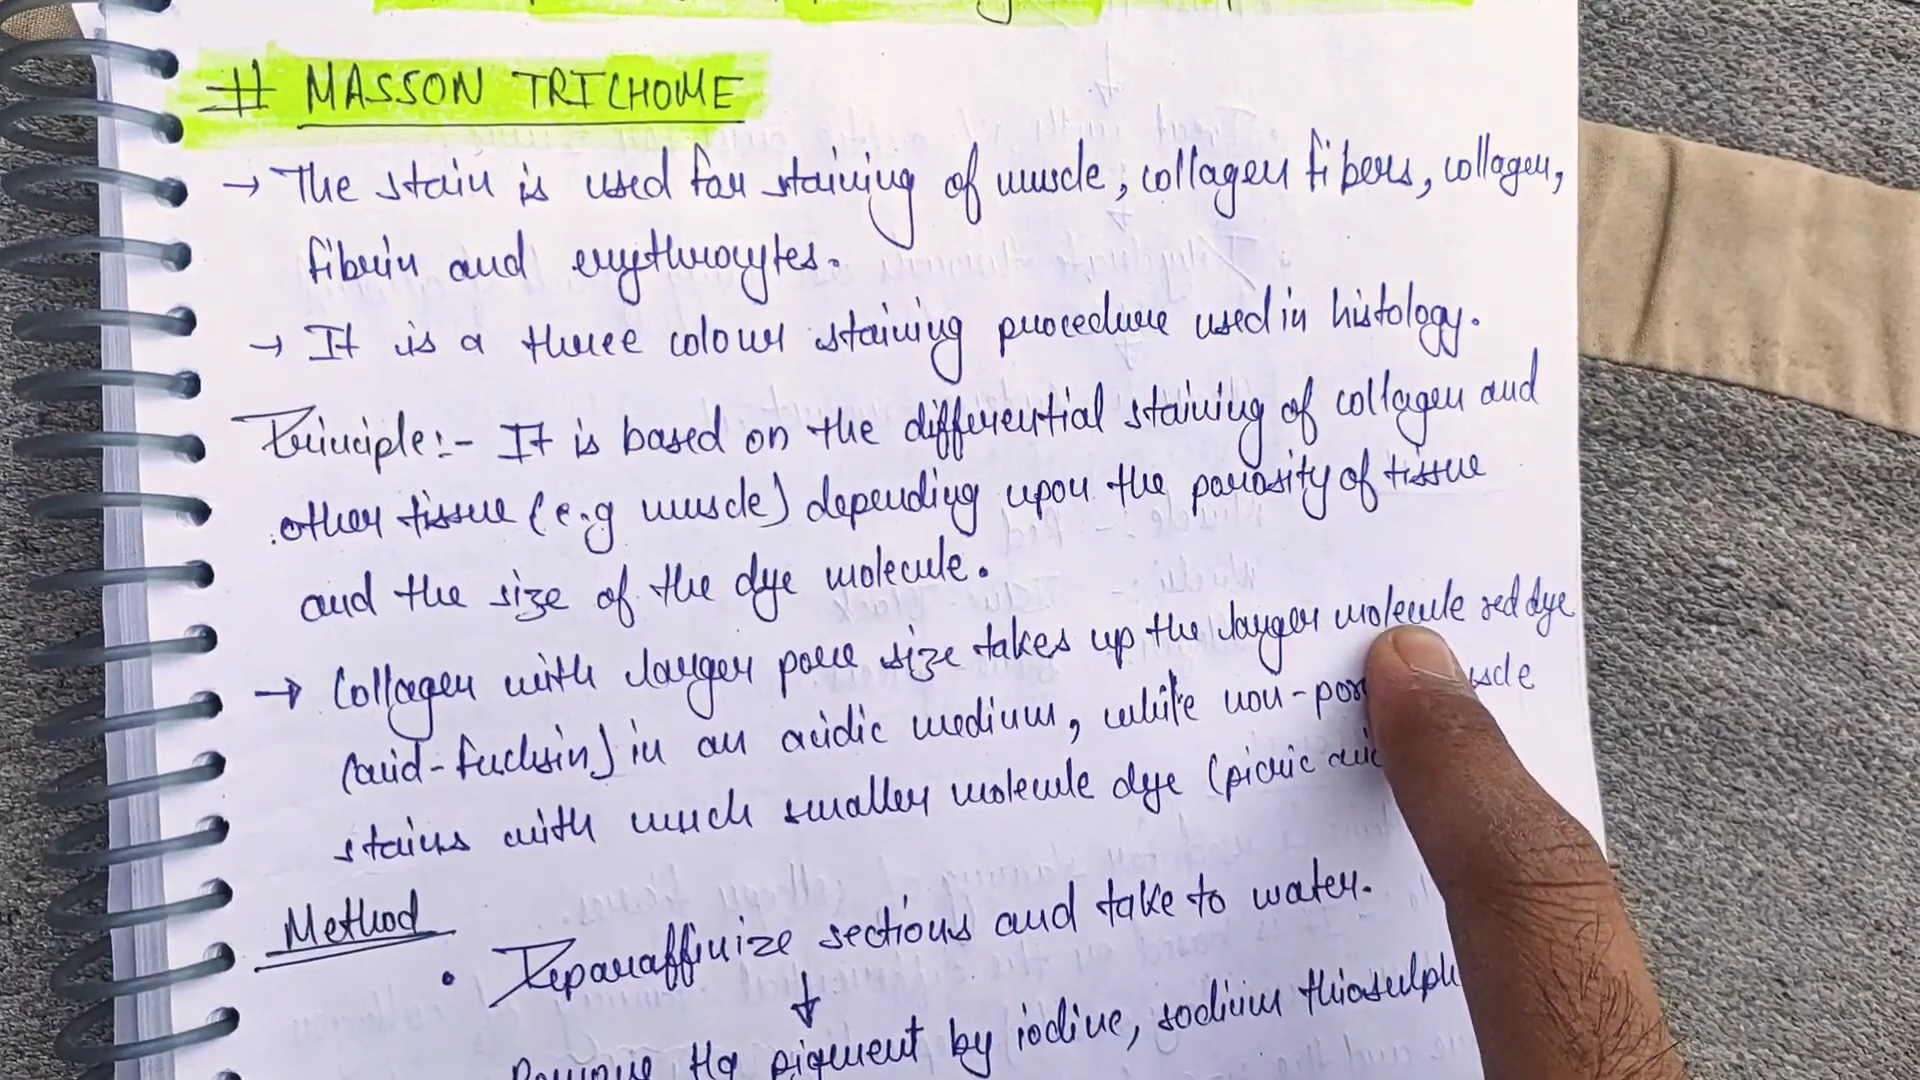 # MASSON TRICHOME
→ The stain is used for staining of muscle, collagen fibers, collagen,
fibrin and erythrocytes.
→ It is a three colour staining procedure used in histology.
Principle:- It is based on the differential staining of collagen and
other tissue (e.g muscle) depending upon the porosity of tissue
and the size of the dye molecule.
→ Collagen with larger pore size takes up the larger molecule red dye
(acid-fuchsin) in an acidic medium, while non-
stains with much smaller molecule dye (picric
Method
• Deparaffinize sections and take to water.
↓
Remove Hg pigment by iodine, sodium